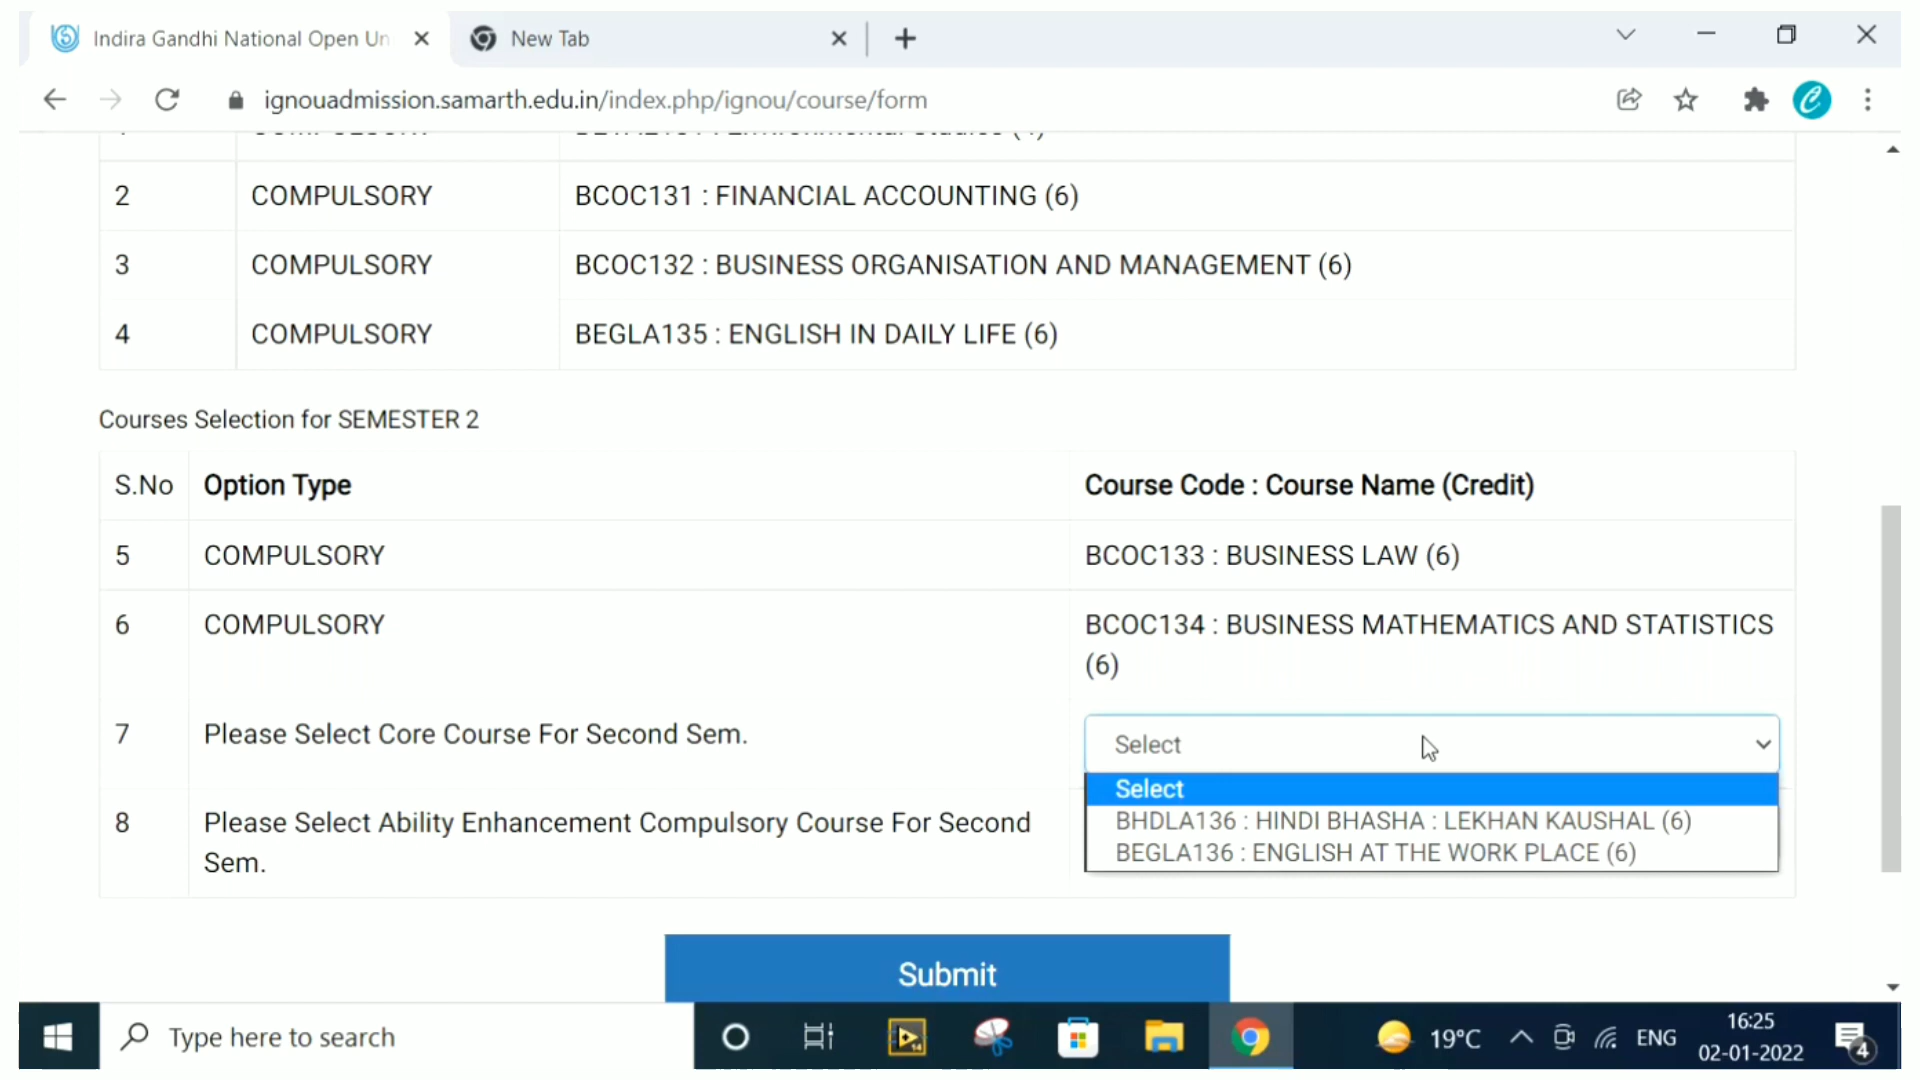 Indira Gandhi National Open Un
New Tab
ignouadmission.samarth.edu.in/index.php/ignou/course/form
2 COMPULSORY BCOC131 : FINANCIAL ACCOUNTING (6)
3 COMPULSORY BCOC132 : BUSINESS ORGANISATION AND MANAGEMENT (6)
4 COMPULSORY BEGLA135 : ENGLISH IN DAILY LIFE (6)
Courses Selection for SEMESTER 2
S.No Option Type Course Code : Course Name (Credit)
5 COMPULSORY BCOC133 : BUSINESS LAW (6)
6 COMPULSORY BCOC134 : BUSINESS MATHEMATICS AND STATISTICS
(6)
7 Please Select Core Course For Second Sem. Select
Select
BHDLA136 : HINDI BHASHA : LEKHAN KAUSHAL (6)
BEGLA136 : ENGLISH AT THE WORK PLACE (6)
8 Please Select Ability Enhancement Compulsory Course For Second
Sem.
Submit
Type here to search
19°C
ENG
16:25
02-01-2022
4